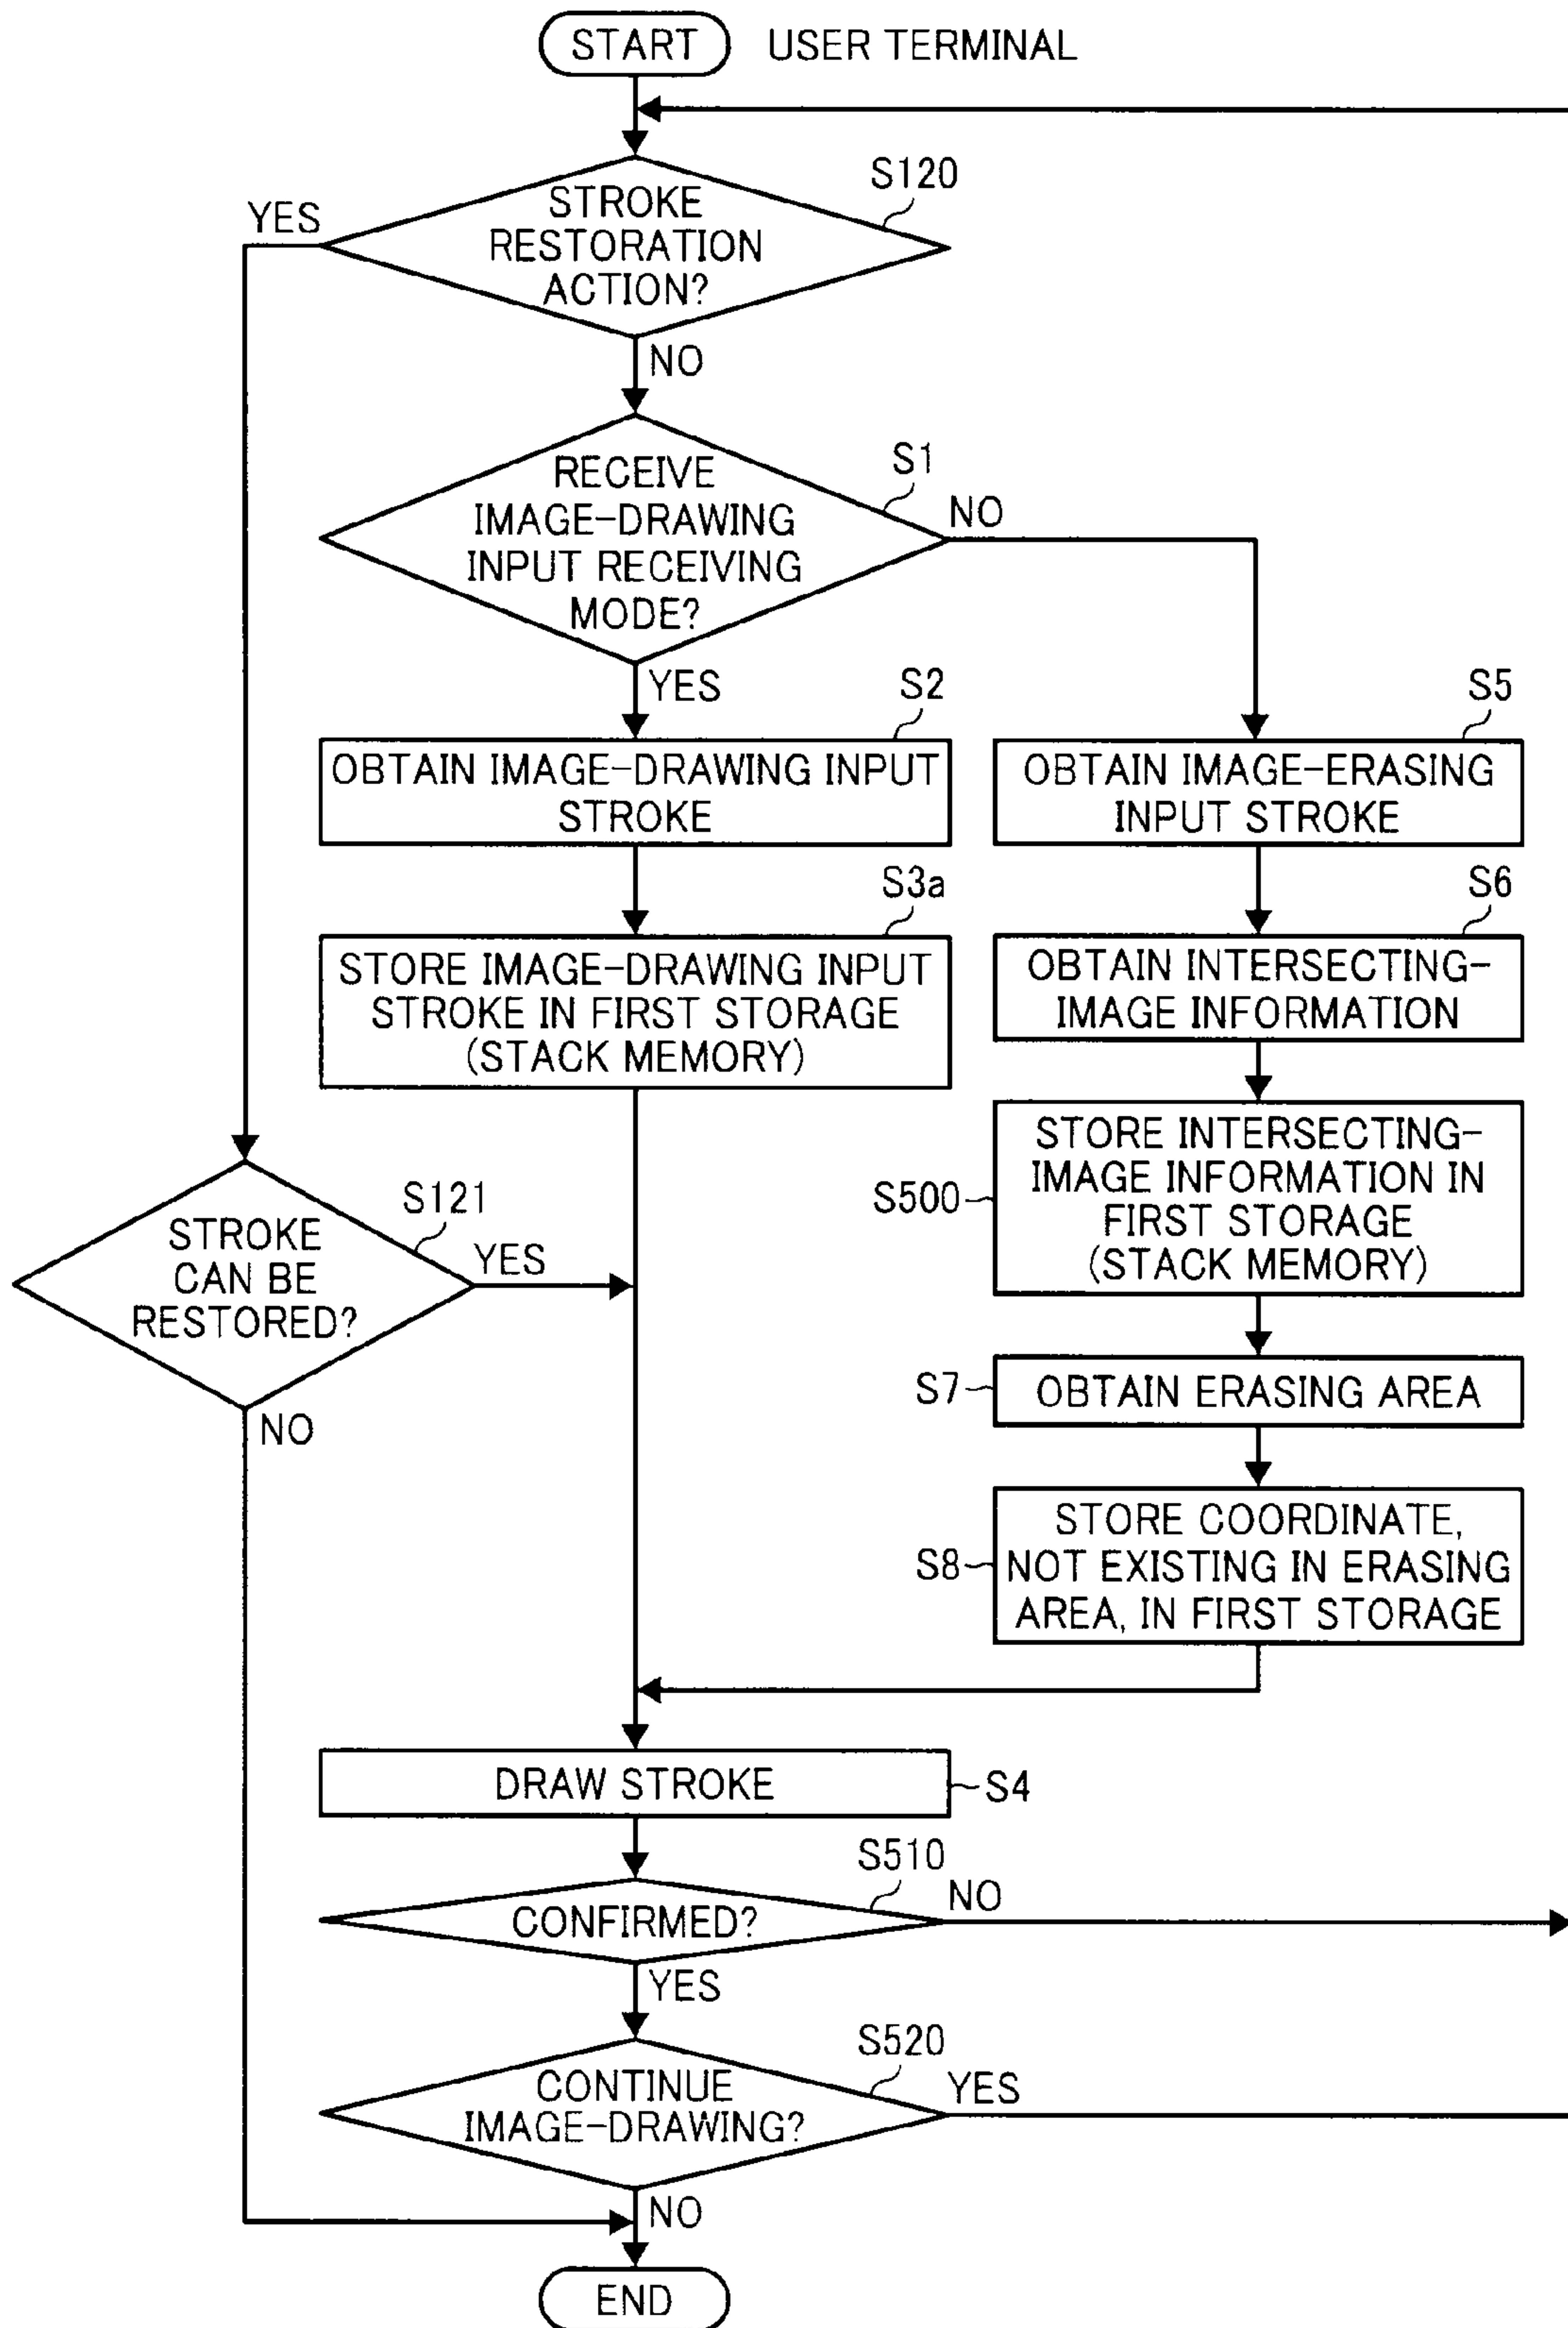 START
USER TERMINAL
S120
STROKE
RESTORATION
ACTION?
YES
NO
S1
RECEIVE
IMAGE-DRAWING
INPUT RECEIVING
MODE?
NO
YES
S2
OBTAIN IMAGE-DRAWING INPUT
STROKE
S5
OBTAIN IMAGE-ERASING
INPUT STROKE
S3a
STORE IMAGE-DRAWING INPUT
STROKE IN FIRST STORAGE
(STACK MEMORY)
S6
OBTAIN INTERSECTING-
IMAGE INFORMATION
S500
STORE INTERSECTING-
IMAGE INFORMATION IN
FIRST STORAGE
(STACK MEMORY)
S121
STROKE
CAN BE
RESTORED?
YES
NO
S7
OBTAIN ERASING AREA
S8
STORE COORDINATE,
NOT EXISTING IN ERASING
AREA, IN FIRST STORAGE
DRAW STROKE
S4
S510
CONFIRMED?
NO
YES
S520
CONTINUE
IMAGE-DRAWING?
YES
NO
END